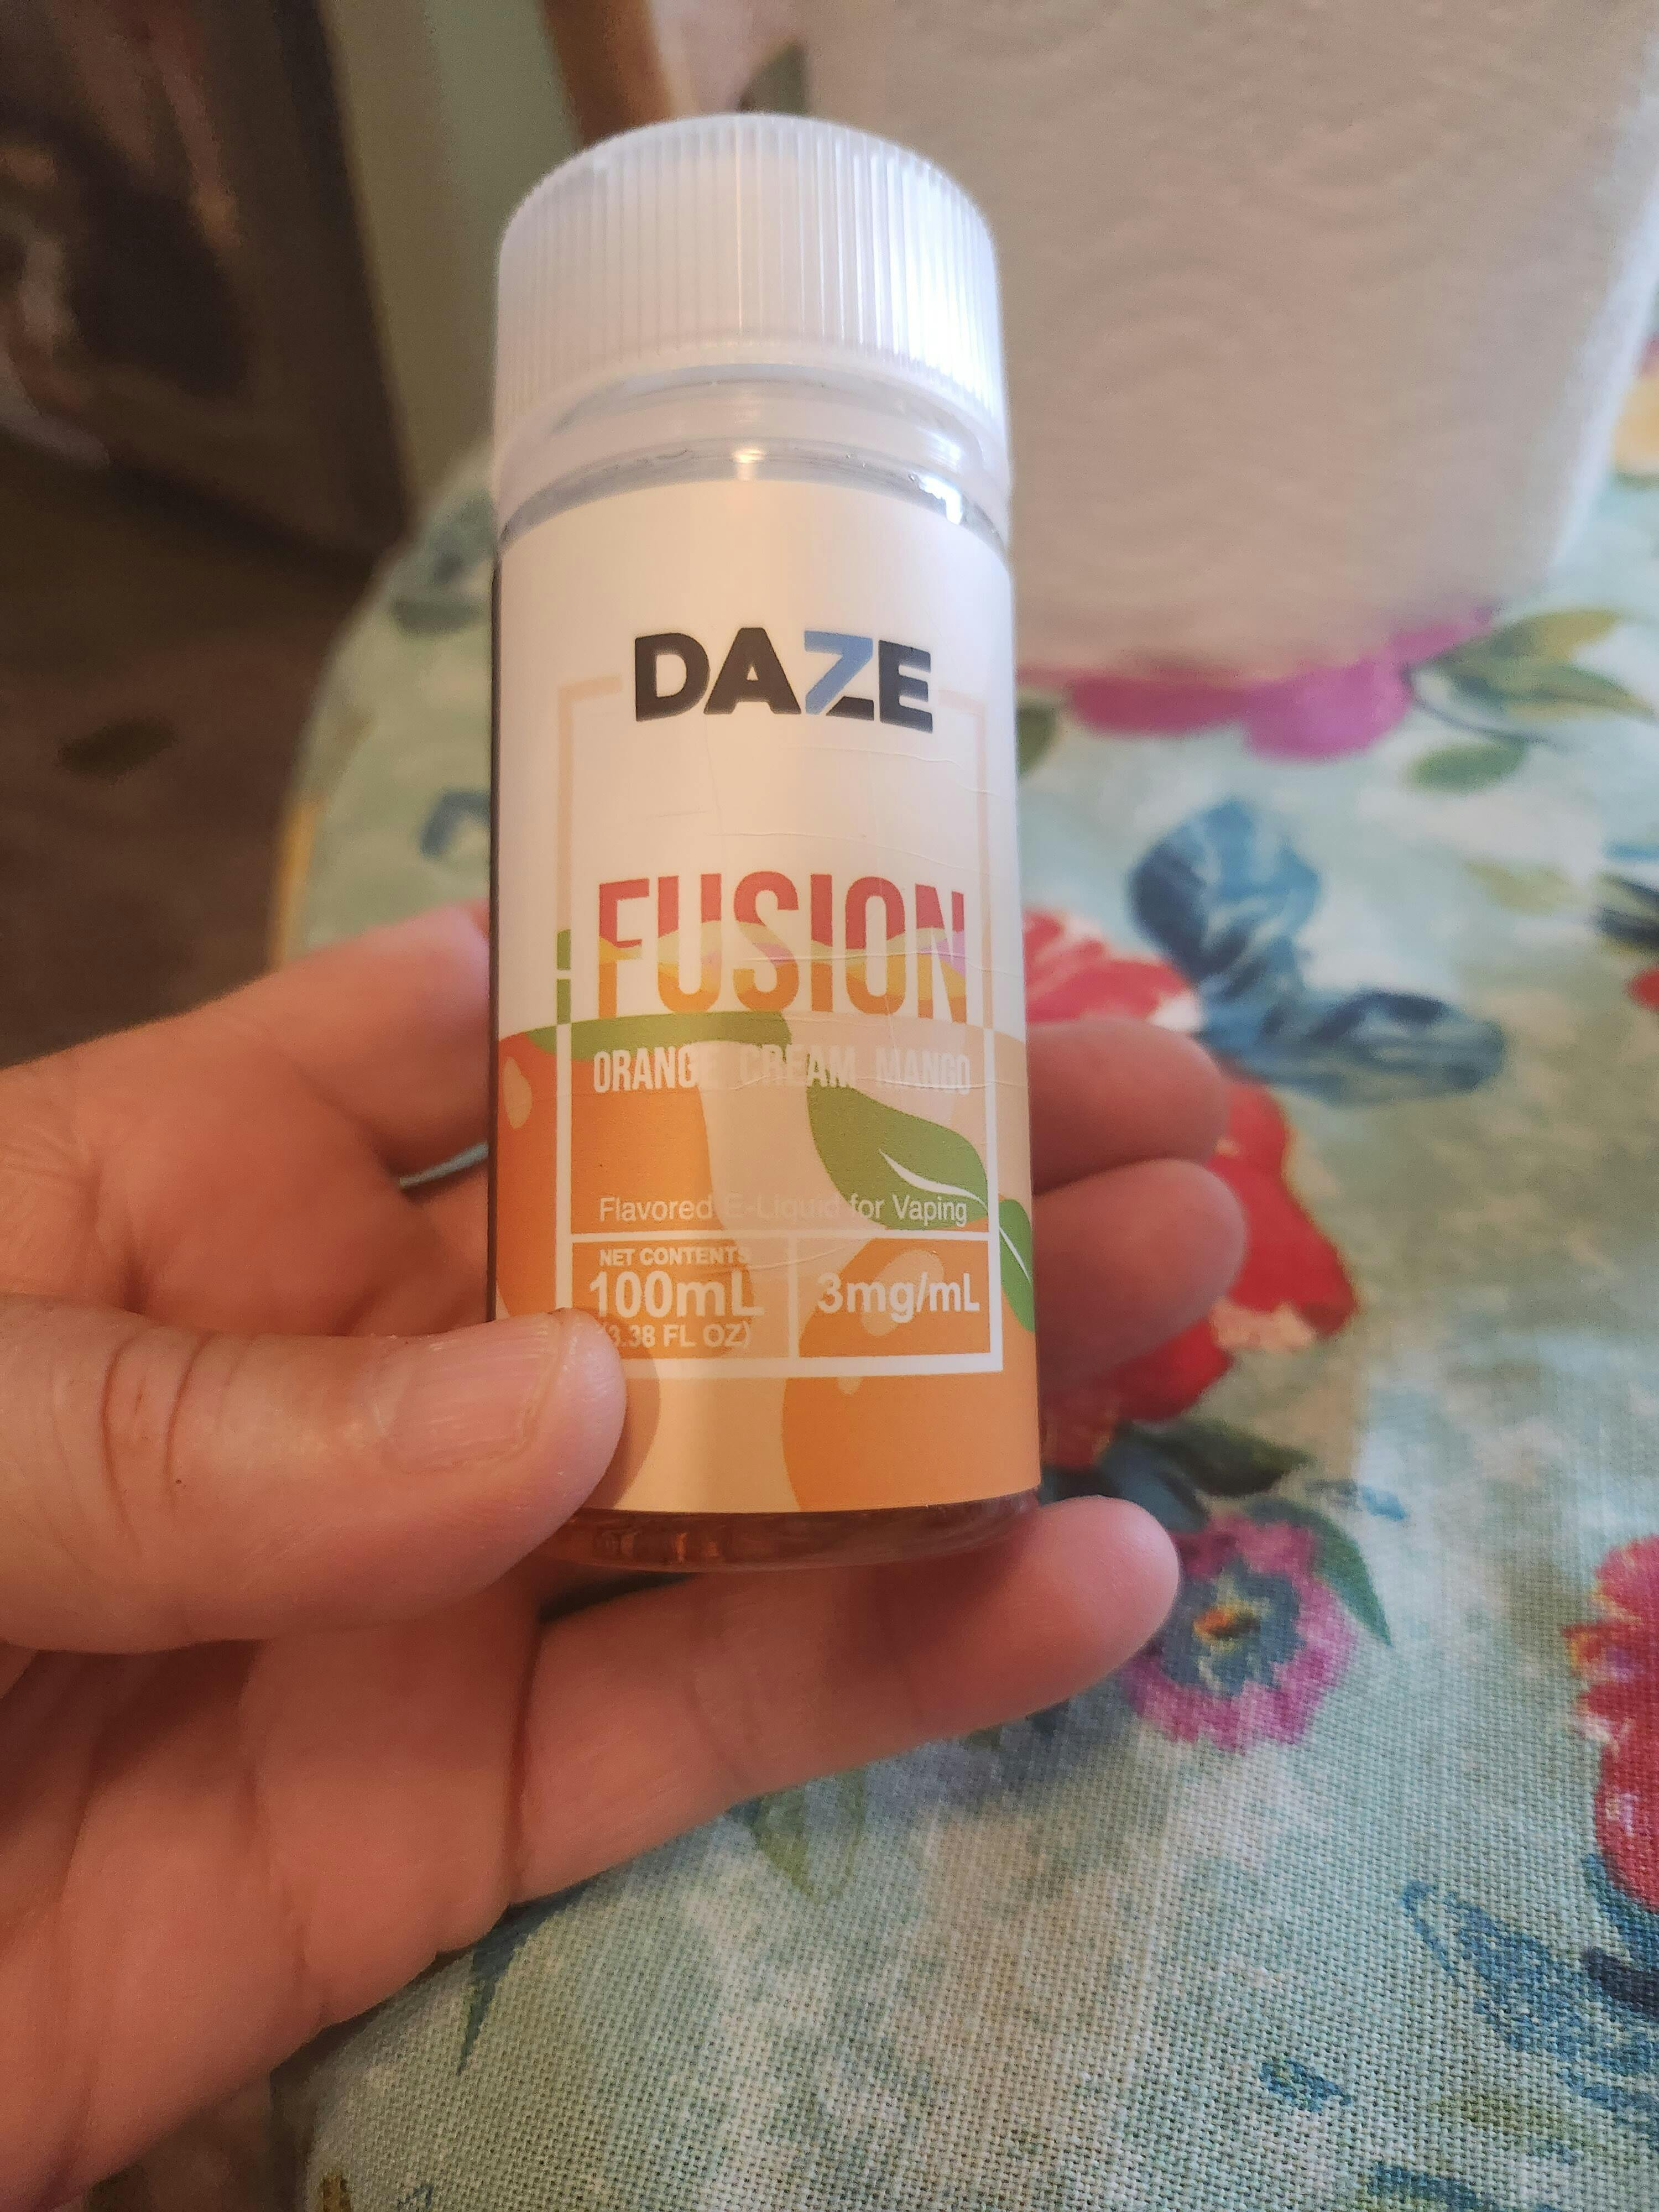 DAZE
FUSION
ORANGE CREAM MANGO
Flavored E-Liquid for Vaping
NET CONTENTS
100mL
(3.38 FL OZ)
3mg/mL